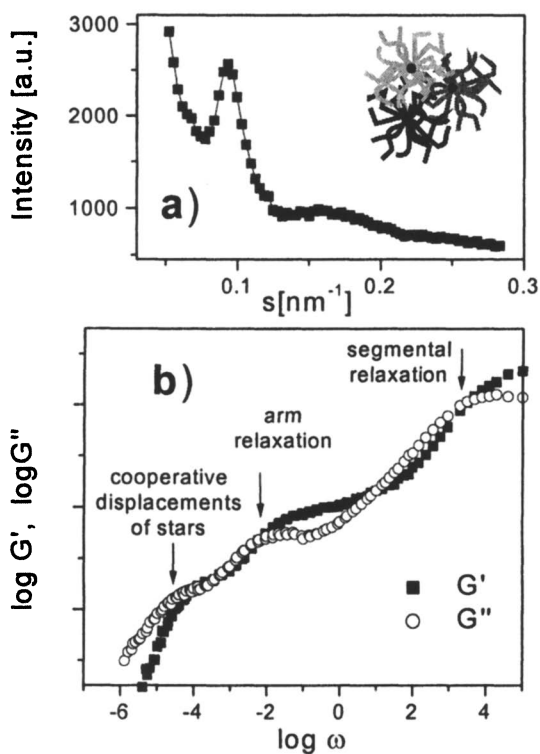 3000
2000
1000
Intensity [a.u.]
a)
0.1
0.2
0.3
s[nm⁻¹]
b)
segmental
relaxation
arm
relaxation
cooperative
displacements
of stars
log G', logG"
G'
G"
-6
-4
-2
0
2
4
log ω